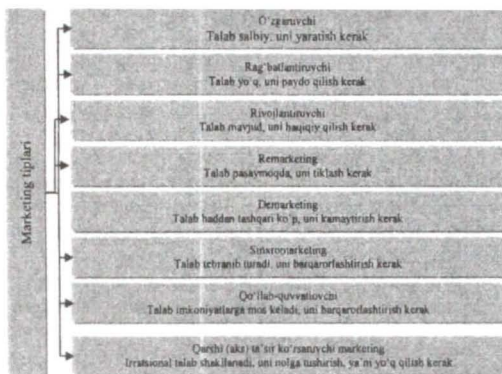 Marketing tiplari
O‘zgaruvchi
Talab salbiy, uni yaratish kerak
Rag‘batlantiruvchi
Talab yo‘q, uni paydo qilish kerak
Rivojlantiruvchi
Talab mavjud, uni haqiqiy qilish kerak
Remarketing
Talab pasaymoqda, uni tiklash kerak
Demarketing
Talab haddan tashqari ko‘p, uni kamaytirish kerak
Sinxromarketing
Talab tebranib turadi, uni barqarorlashtirish kerak
Qo‘llab-quvvatlovchi
Talab imkoniyatlarga mos keladi, uni barqarorlashtirish kerak
Qarshi (aks) ta’sir ko‘rsatuvchi marketing
Irratsional talab shakllanadi, uni nolga tushirish, ya’ni yo‘q qilish kerak